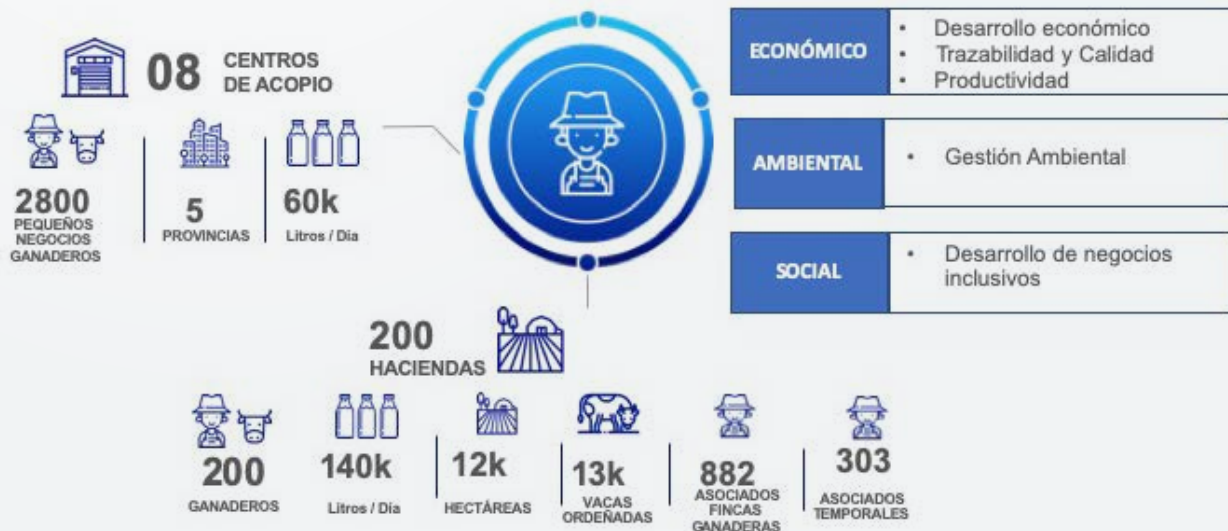 08 CENTROS
DE ACOPIO
2800
PEQUEÑOS
NEGOCIOS
GANADEROS
5
PROVINCIAS
60k
Litros / Día
ECONÓMICO
• Desarrollo económico
• Trazabilidad y Calidad
• Productividad
AMBIENTAL
• Gestión Ambiental
SOCIAL
• Desarrollo de negocios
inclusivos
200
HACIENDAS
200
GANADEROS
140k
Litros / Día
12k
HECTÁREAS
13k
VACAS
ORDEÑADAS
882
ASOCIADOS
FINCAS
GANADERAS
303
ASOCIADOS
TEMPORALES